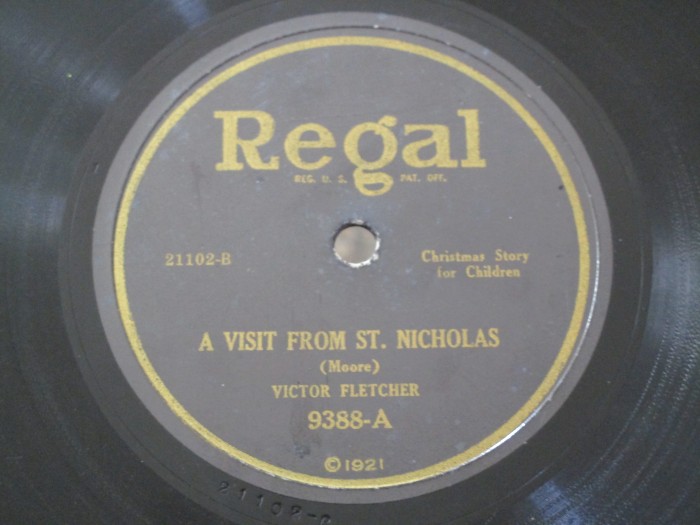 Regal
REG. U. S. PAT. OFF.
21102-B
Christmas Story
for Children
A VISIT FROM ST. NICHOLAS
(Moore)
VICTOR FLETCHER
9388-A
©1921